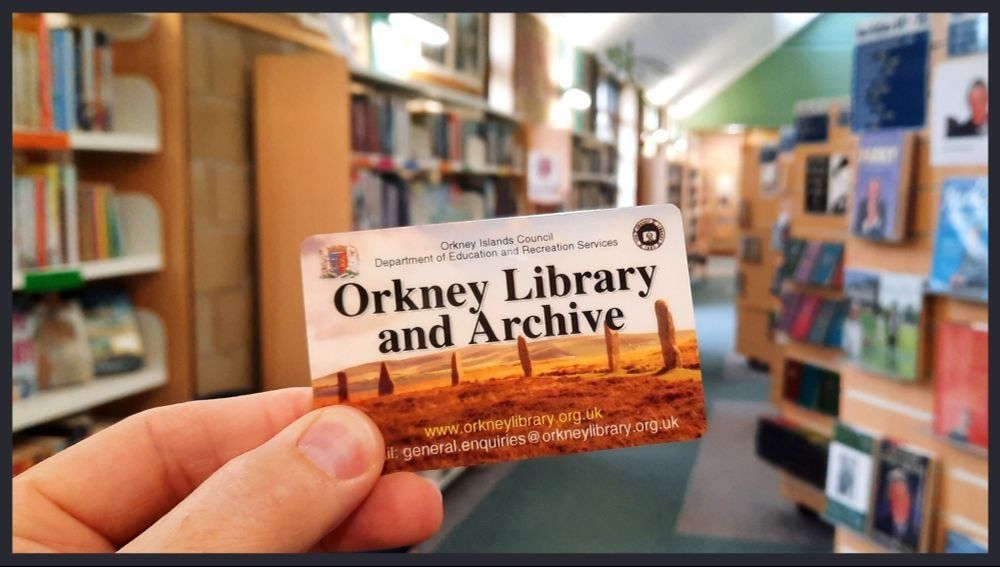 Orkney Islands Council
Department of Education and Recreation Services
Orkney Library
and Archive
www.orkneylibrary.org.uk
il: general.enquiries@orkneylibrary.org.uk